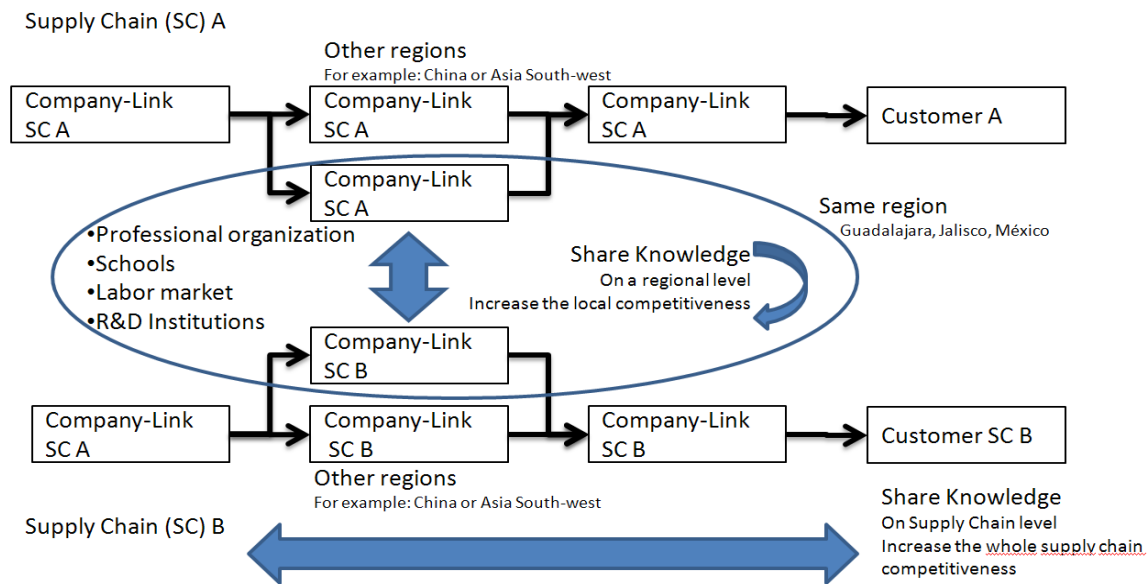 Supply Chain (SC) A
Other regions
For example: China or Asia South-west
Company-Link
SC A
Company-Link
SC A
Company-Link
SC A
Customer A
Company-Link
SC A
Same region
Guadalajara, Jalisco, México
•Professional organization
•Schools
•Labor market
•R&D Institutions
Share Knowledge
On a regional level
Increase the local competitiveness
Company-Link
SC B
Company-Link
SC A
Company-Link
SC B
Company-Link
SC B
Customer SC B
Other regions
For example: China or Asia South-west
Supply Chain (SC) B
Share Knowledge
On Supply Chain level
Increase the whole supply chain
competitiveness